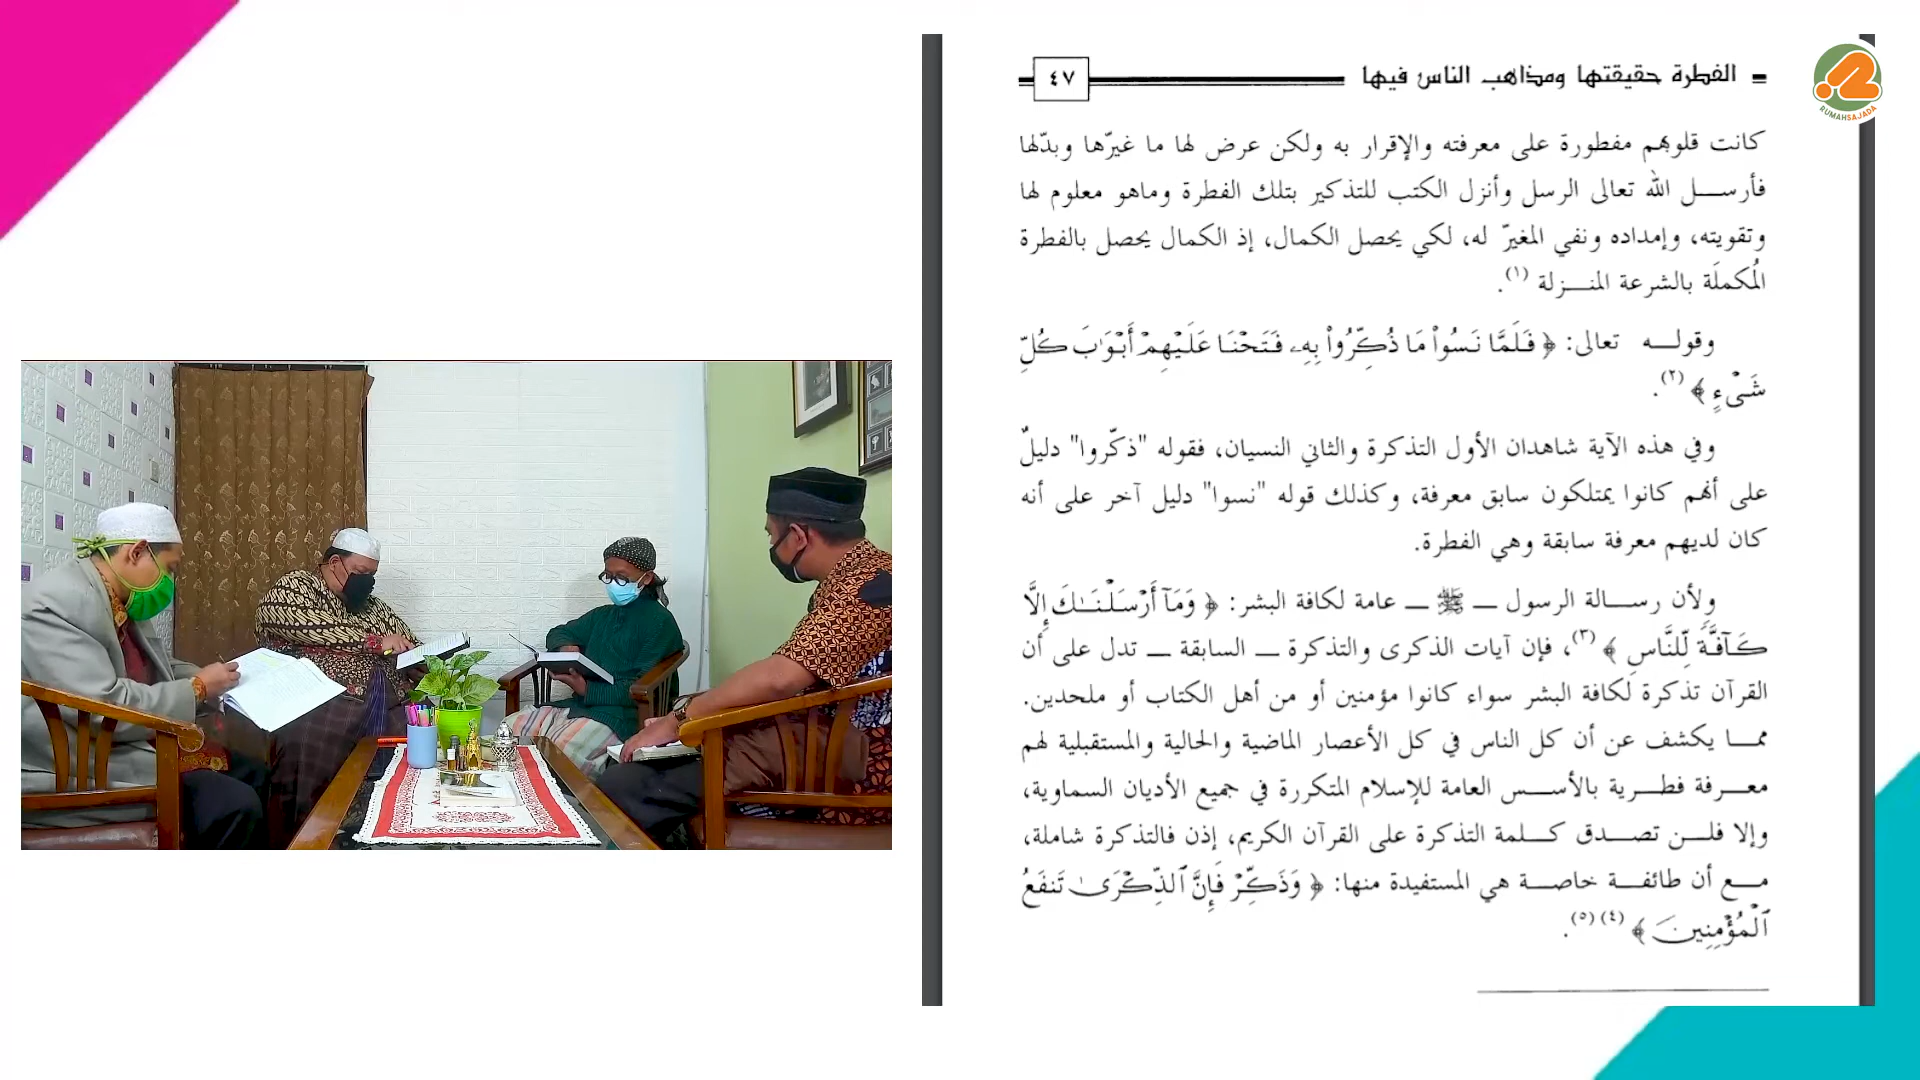 الفطرة حقيقتها ومذاهب الناس فيها
٤٧
كانت قلوبهم مفطورة على معرفته والإقرار به ولكن عرض لها ما غيّرها وبدّلها
فأرسل الله تعالى الرسل وأنزل الكتب للتذكير بتلك الفطرة وماهو معلوم لها
وتقويته، وإمداده ونفي المغيرّ له، لكي يحصل الكمال، إذ الكمال يحصل بالفطرة
المُكملَة بالشرعة المنزلة (١).
وقوله تعالى: ﴿ فَلَمَّا نَسُواْ مَا ذُكِّرُواْ بِهِۦ فَتَحْنَا عَلَيْهِمْ أَبْوَٰبَ كُلِّ
شَىْءٍ ﴾ (٢).
وفي هذه الآية شاهدان الأول التذكرة والثاني النسيان، فقوله "ذكّروا" دليلٌ
على أنهم كانوا يمتلكون سابق معرفة، وكذلك قوله "نسوا" دليل آخر على أنه
كان لديهم معرفة سابقة وهي الفطرة.
ولأن رسالة الرسول ـ ﷺ ـ عامة لكافة البشر: ﴿ وَمَآ أَرْسَلْنَٰكَ إِلَّا
كَآفَّةً لِّلنَّاسِ ﴾ (٣)، فإن آيات الذكرى والتذكرة ـ السابقة ـ تدل على أن
القرآن تذكرة لكافة البشر سواء كانوا مؤمنين أو من أهل الكتاب أو ملحدين.
مما يكشف عن أن كل الناس في كل الأعصار الماضية والحالية والمستقبلية لهم
معرفة فطرية بالأسس العامة للإسلام المتكررة في جميع الأديان السماوية،
وإلا فلن تصدق كلمة التذكرة على القرآن الكريم، إذن فالتذكرة شاملة،
مع أن طائفة خاصة هي المستفيدة منها: ﴿ وَذَكِّرْ فَإِنَّ ٱلذِّكْرَىٰ تَنفَعُ
ٱلْمُؤْمِنِينَ ﴾ (٤) (٥).
RUMAHSAJADA